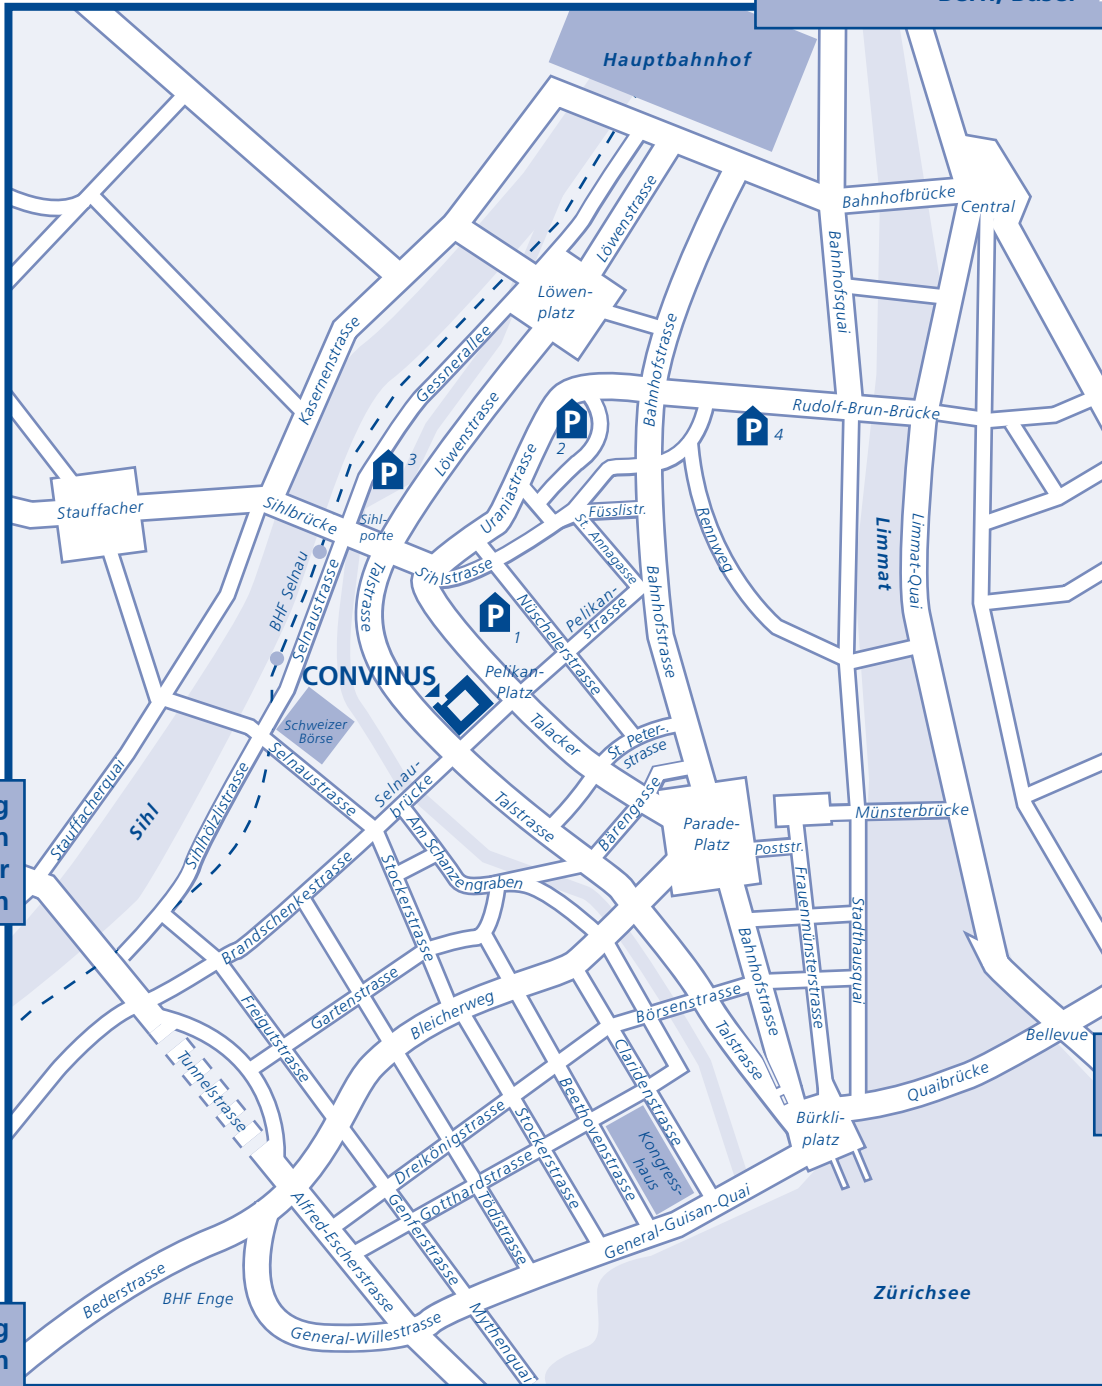 Hauptbahnhof
Bahnhofbrücke
Central
Löwenstrasse
Bahnhofsquai
Löwen-
platz
Kasernenstrasse
Gessnerallee
Bahnhofstrasse
Rudolf-Brun-Brücke
Löwenstrasse
P
2
P
4
P
3
Uraniastrasse
Stauffacher
Sihlbrücke
Sihl-
porte
Füsslistr.
St. Annagasse
Rennweg
Limmat
Limmat-Quai
BHF Selnau
Selnaustrasse
Talstrasse
Sihlstrasse
Bahnhofstrasse
P
1
Nüschelerstrasse
Pelikan-
strasse
CONVINUS
Pelikan-
Platz
Schweizer
Börse
Talacker
St. Peter-
strasse
Selnaustrasse
Selnau-
brücke
Stauffacherquai
Sihl
Sihlhölzlistrasse
Talstrasse
Bärengasse
Parade-
Platz
Münsterbrücke
Poststr.
Am Schanzengraben
Stockerstrasse
Brandschenkestrasse
Frauenmünsterstrasse
Stadthausquai
Bahnhofstrasse
Gartenstrasse
Bleicherweg
Börsenstrasse
Freigutstrasse
Talstrasse
Bellevue
Tunnelstrasse
Claridenstrasse
Quaibrücke
Beethovenstrasse
Dreikönigstrasse
Stockerstrasse
Bürkli-
platz
Kongress-
haus
Gotthardstrasse
Tödistrasse
Genferstrasse
Alfred-Escherstrasse
General-Guisan-Quai
Bederstrasse
BHF Enge
Zürichsee
General-Willestrasse
Mythenquai